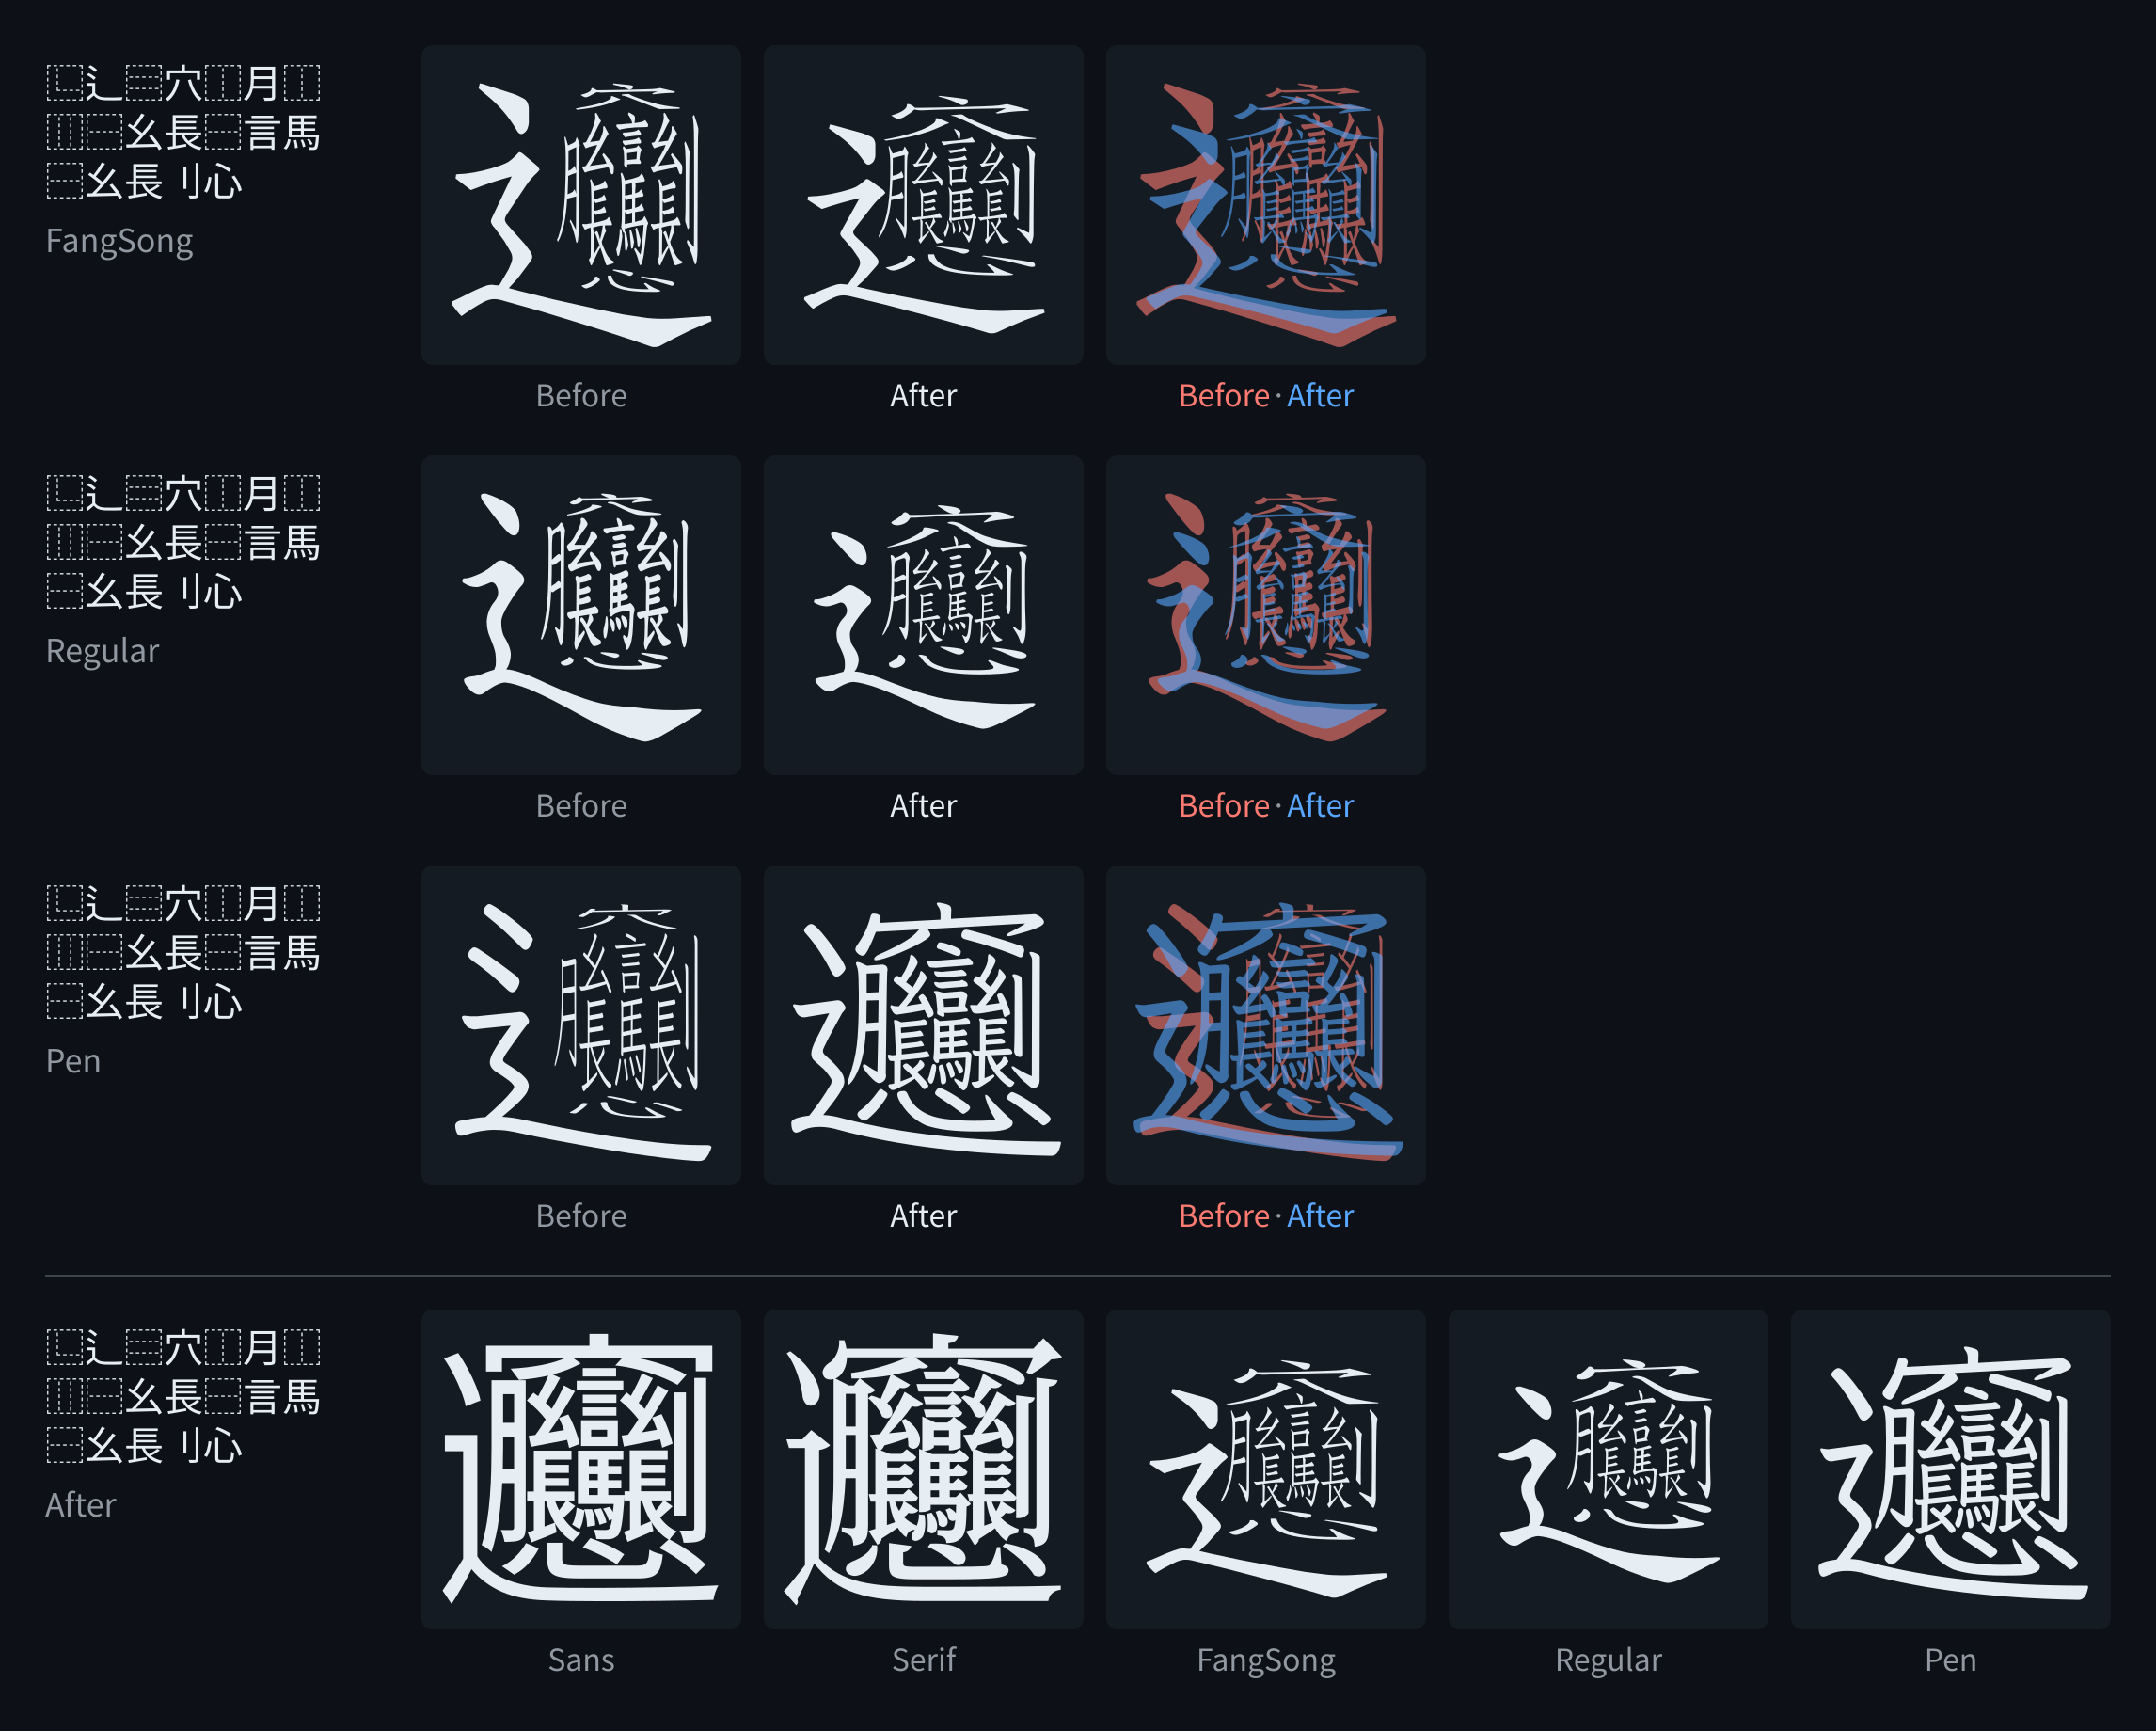 ⿺辶⿳穴⿰月⿰
⿲⿱幺長⿱言馬
⿱幺長刂心
FangSong
𰻞 𰻞 𰻞
Before After Before·After
⿺辶⿳穴⿰月⿰
⿲⿱幺長⿱言馬
⿱幺長刂心
Regular
𰻞 𰻞 𰻞
Before After Before·After
⿺辶⿳穴⿰月⿰
⿲⿱幺長⿱言馬
⿱幺長刂心
Pen
𰻞 𰻞 𰻞
Before After Before·After
⿺辶⿳穴⿰月⿰
⿲⿱幺長⿱言馬
⿱幺長刂心
After
𰻞 𰻞 𰻞 𰻞 𰻞
Sans Serif FangSong Regular Pen